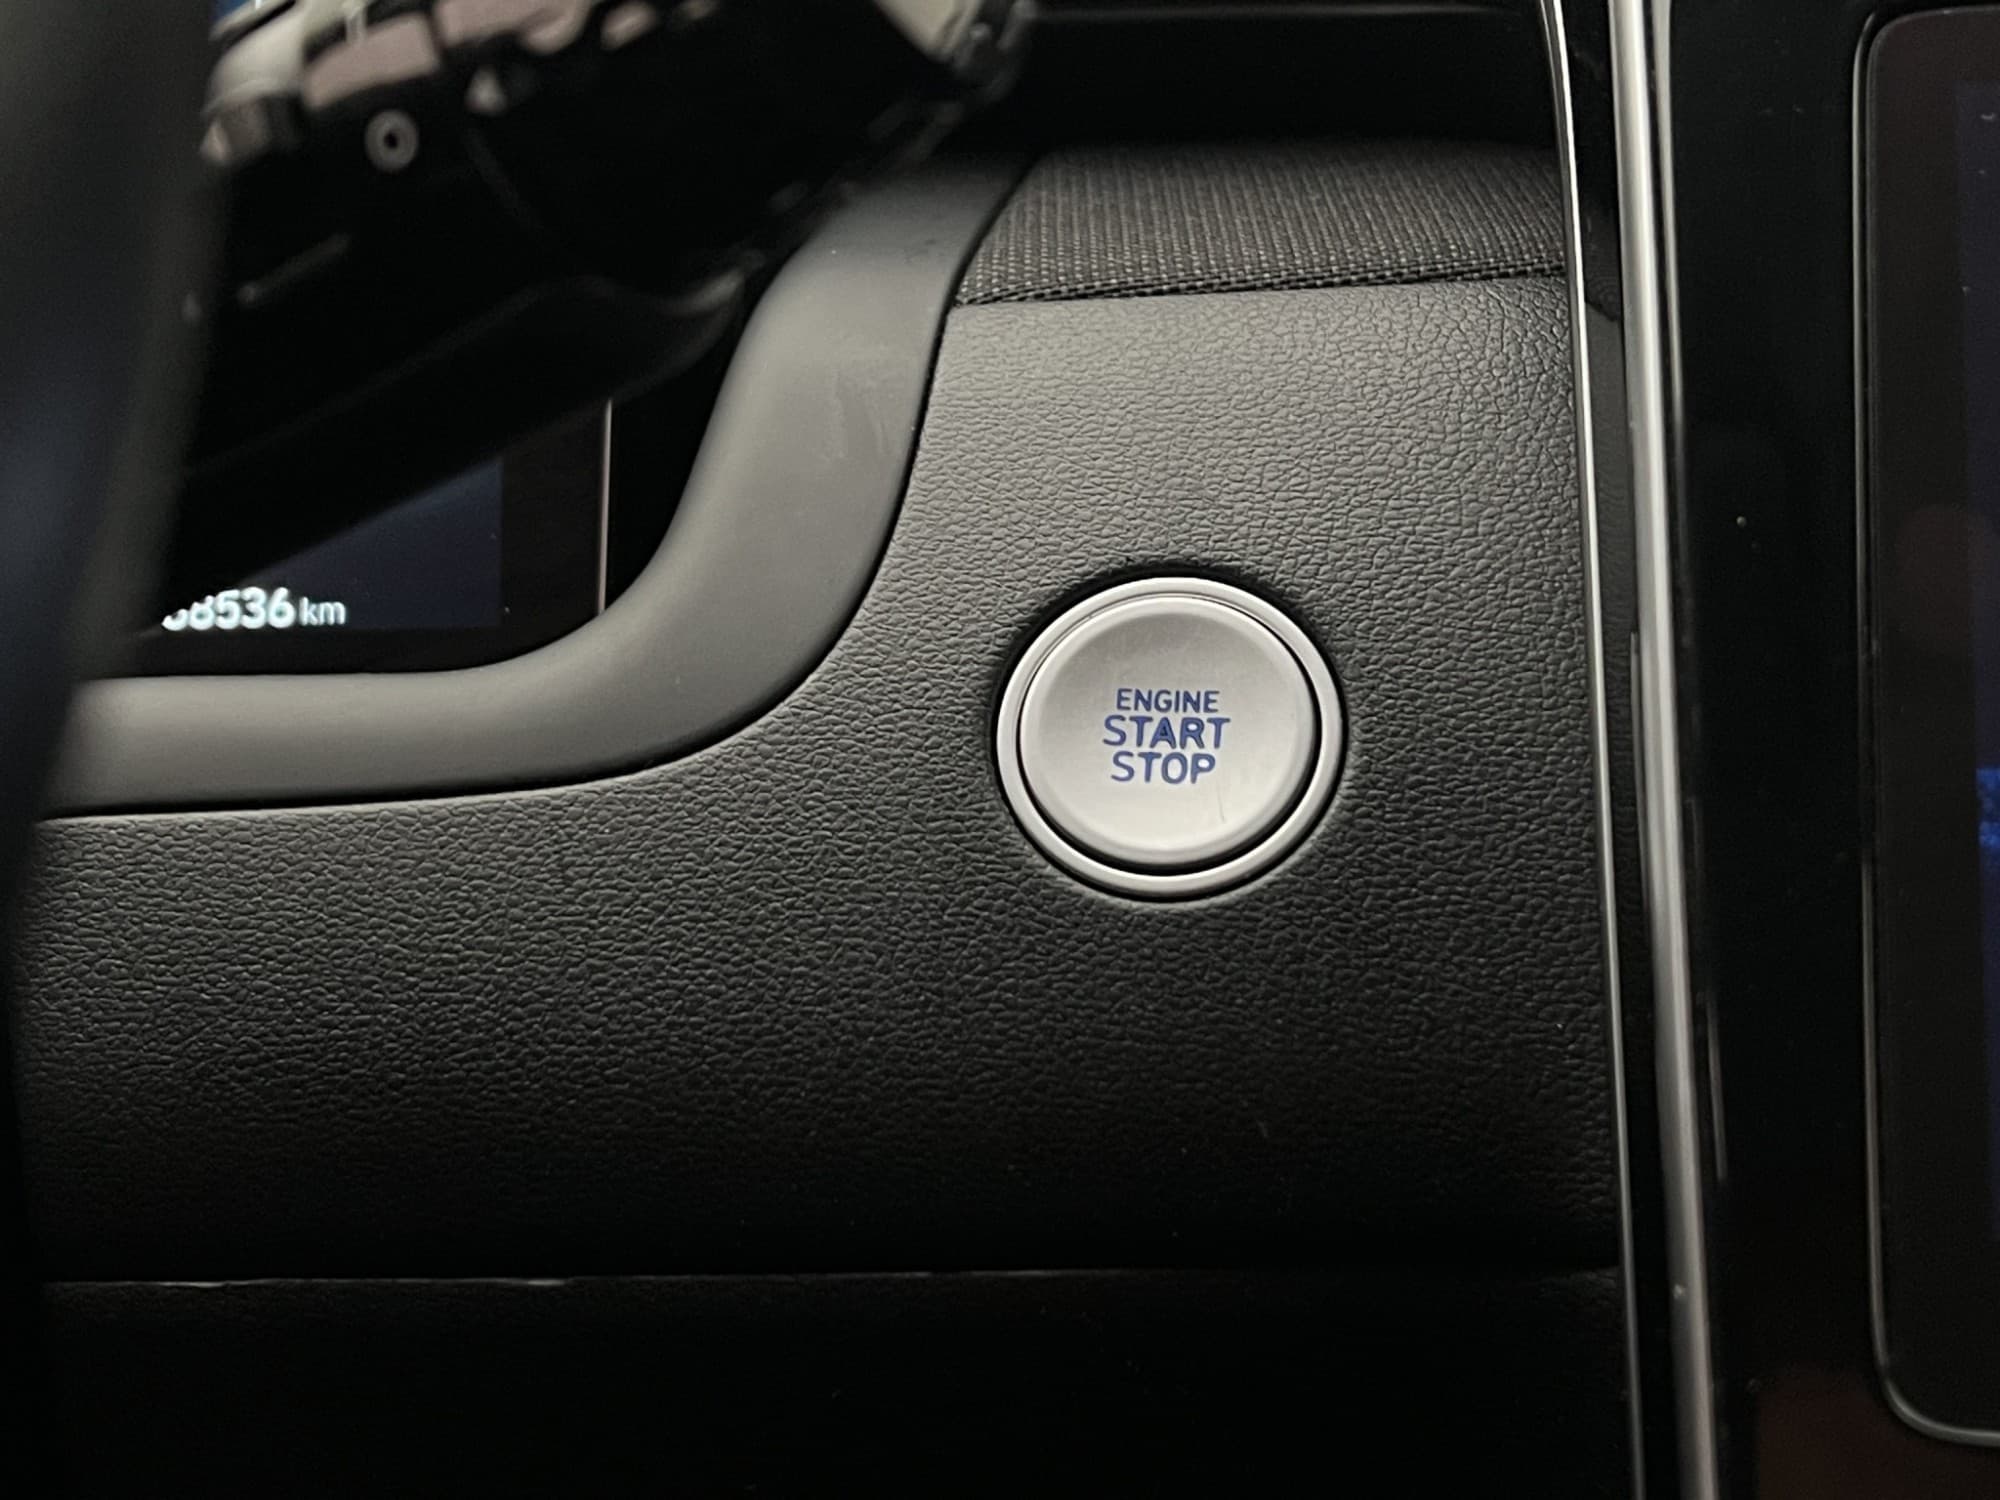 8536 km
ENGINE
START
STOP